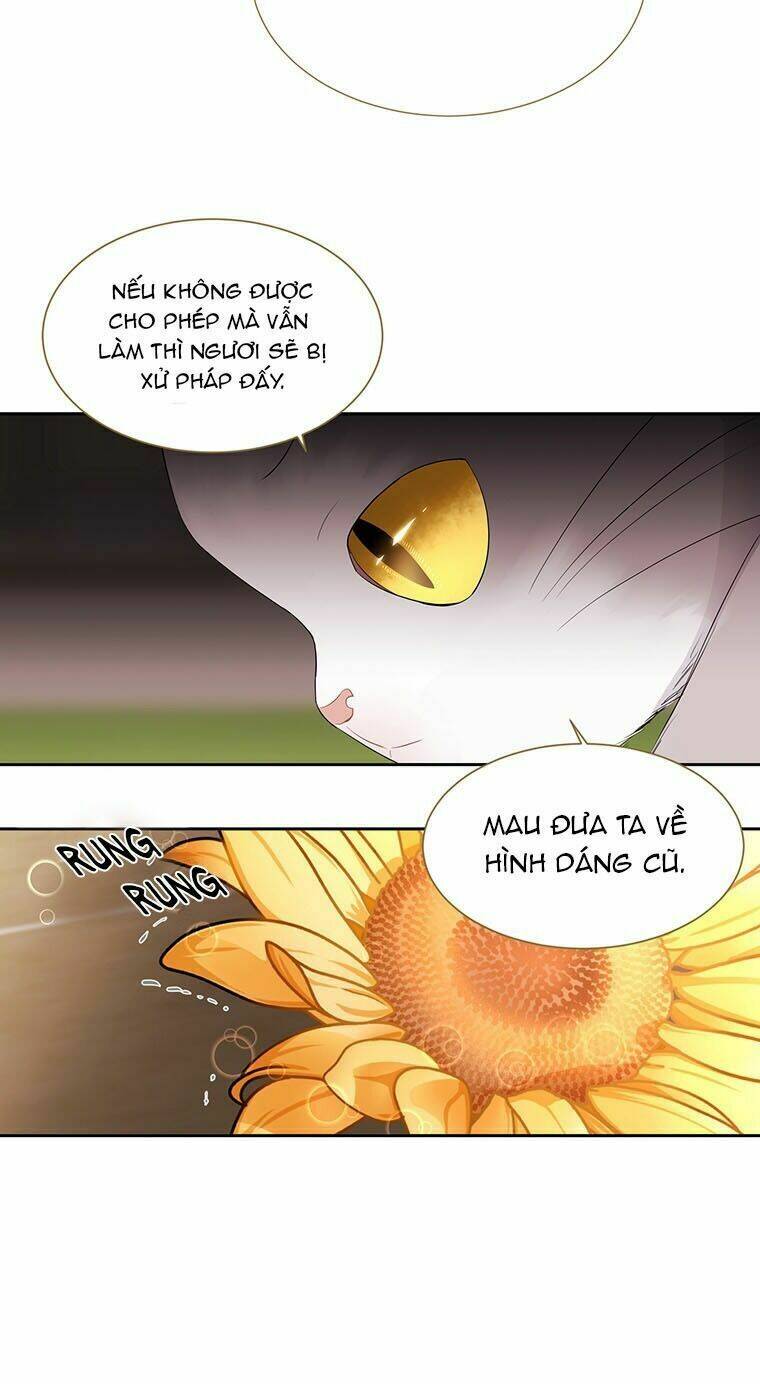 NẾU KHÔNG ĐƯỢC
CHO PHÉP MÀ VẪN
LÀM THÌ NGƯƠI SẼ BỊ
XỬ PHÁP ĐẤY.
MAU ĐƯA TA VỀ
HÌNH DÁNG CŨ.
RUNG
RUNG